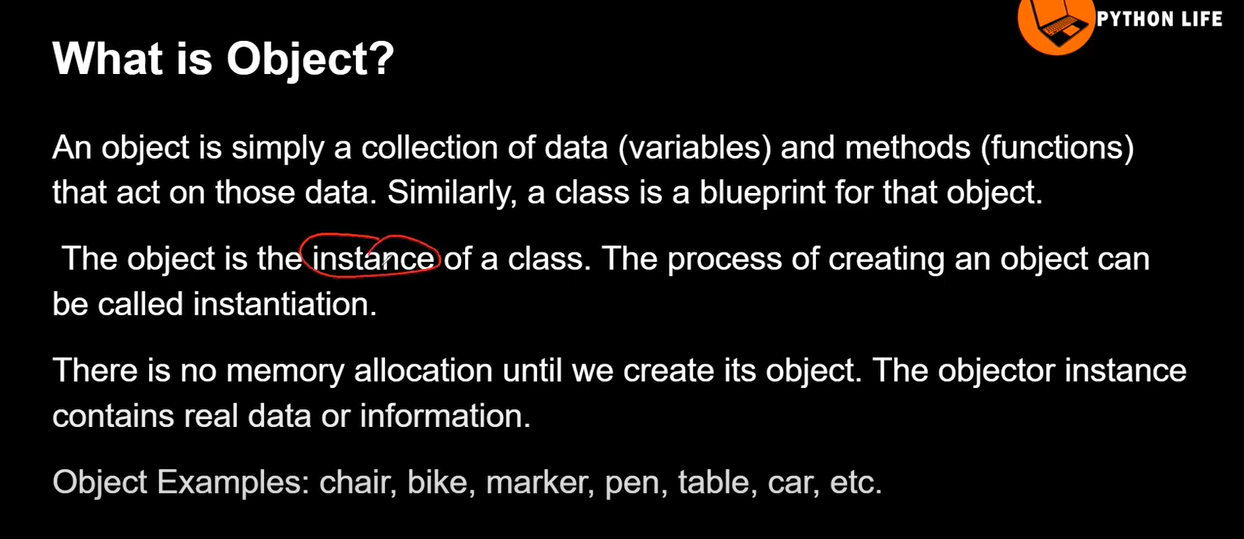 PYTHON LIFE
What is Object?
An object is simply a collection of data (variables) and methods (functions)
that act on those data. Similarly, a class is a blueprint for that object.
The object is the instance of a class. The process of creating an object can
be called instantiation.
There is no memory allocation until we create its object. The objector instance
contains real data or information.
Object Examples: chair, bike, marker, pen, table, car, etc.